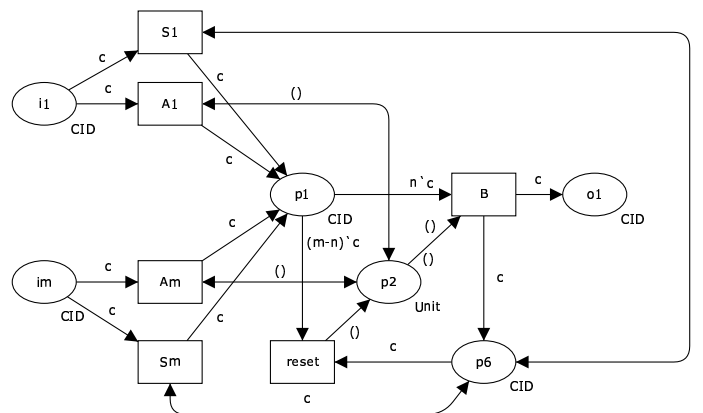 S1
c
c
i1
c
A1
()
CID
c
p1
n`c
B
c
o1
CID
CID
c
()
(m-n)`c
()
im
c
Am
()
p2
c
CID
c
c
Unit
()
Sm
reset
c
p6
c
CID